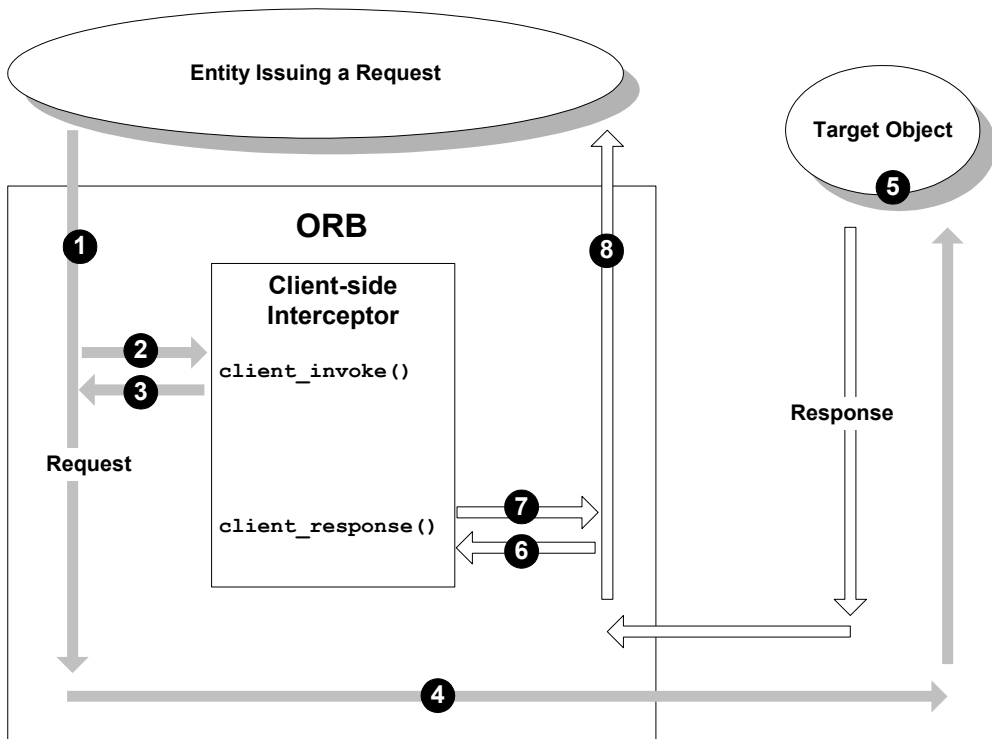 Entity Issuing a Request
Target Object
5
ORB
1
8
Client-side
Interceptor
2
client_invoke()
3
Response
Request
7
client_response()
6
4